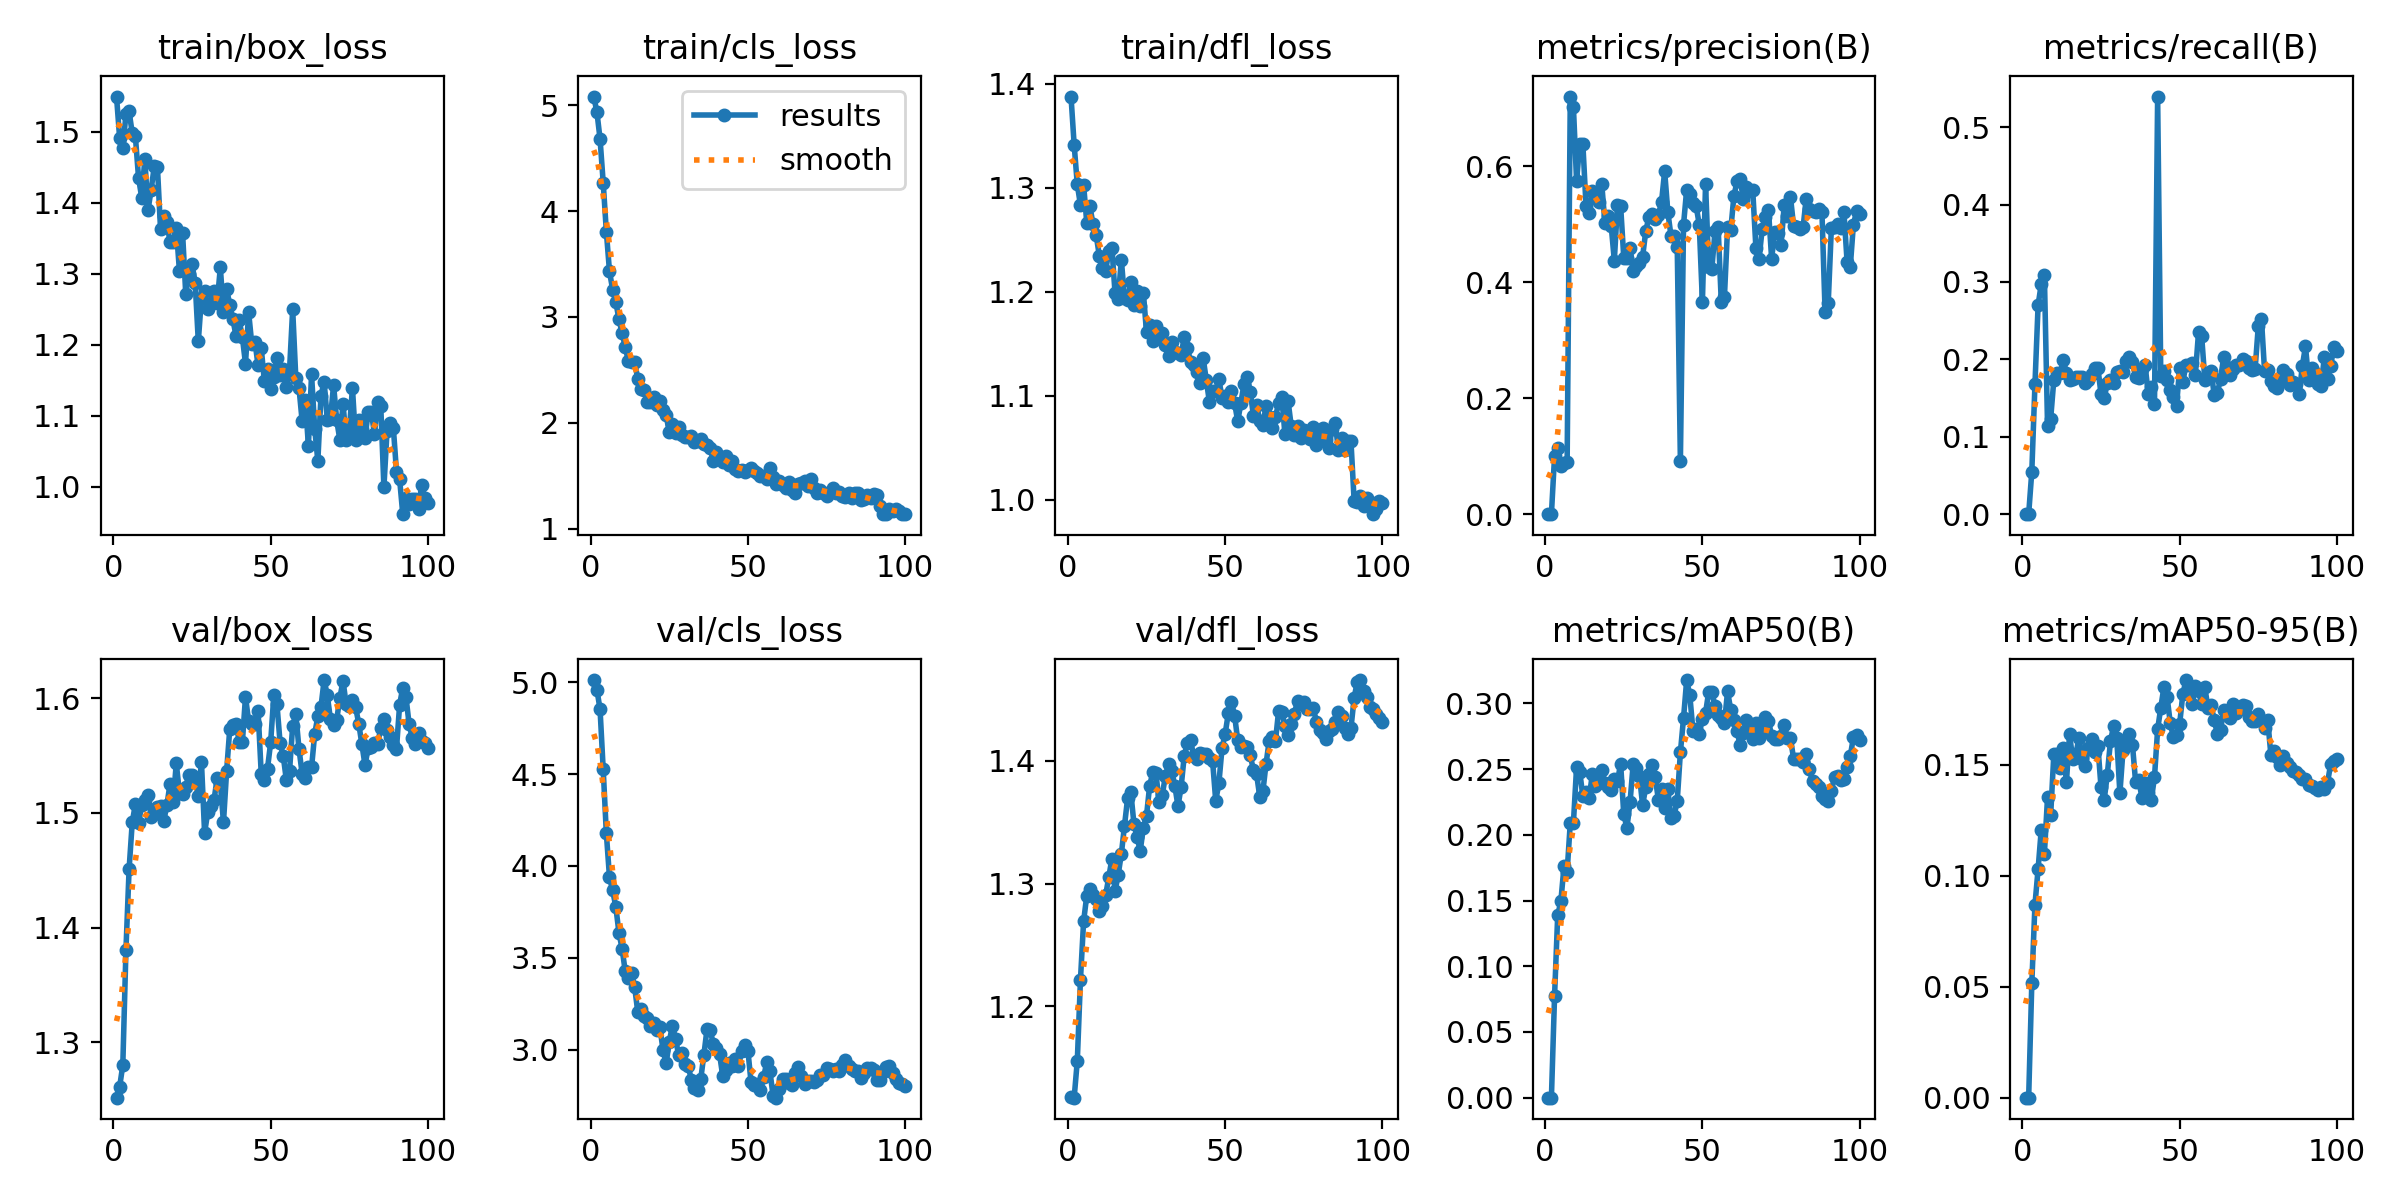 train/box_loss
train/cls_loss
train/dfl_loss
metrics/precision(B)
metrics/recall(B)
1.5
1.4
1.3
1.2
1.1
1.0
0 50 100
5
4
3
2
1
0 50 100
results
smooth
1.4
1.3
1.2
1.1
1.0
0 50 100
0.6
0.4
0.2
0.0
0 50 100
0.5
0.4
0.3
0.2
0.1
0.0
0 50 100
val/box_loss
val/cls_loss
val/dfl_loss
metrics/mAP50(B)
metrics/mAP50-95(B)
1.6
1.5
1.4
1.3
0 50 100
5.0
4.5
4.0
3.5
3.0
0 50 100
1.4
1.3
1.2
0 50 100
0.30
0.25
0.20
0.15
0.10
0.05
0.00
0 50 100
0.15
0.10
0.05
0.00
0 50 100